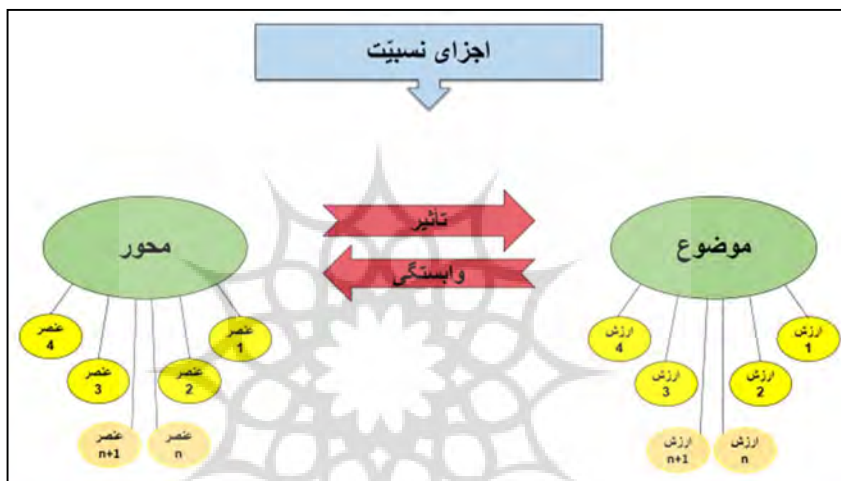 اجزای نسبیّت
تأثیر
وابستگی
موضوع
ارزش
1
ارزش
2
ارزش
3
ارزش
4
ارزش
n
ارزش
n+1
محور
عنصر
1
عنصر
2
عنصر
3
عنصر
4
عنصر
n
عنصر
n+1